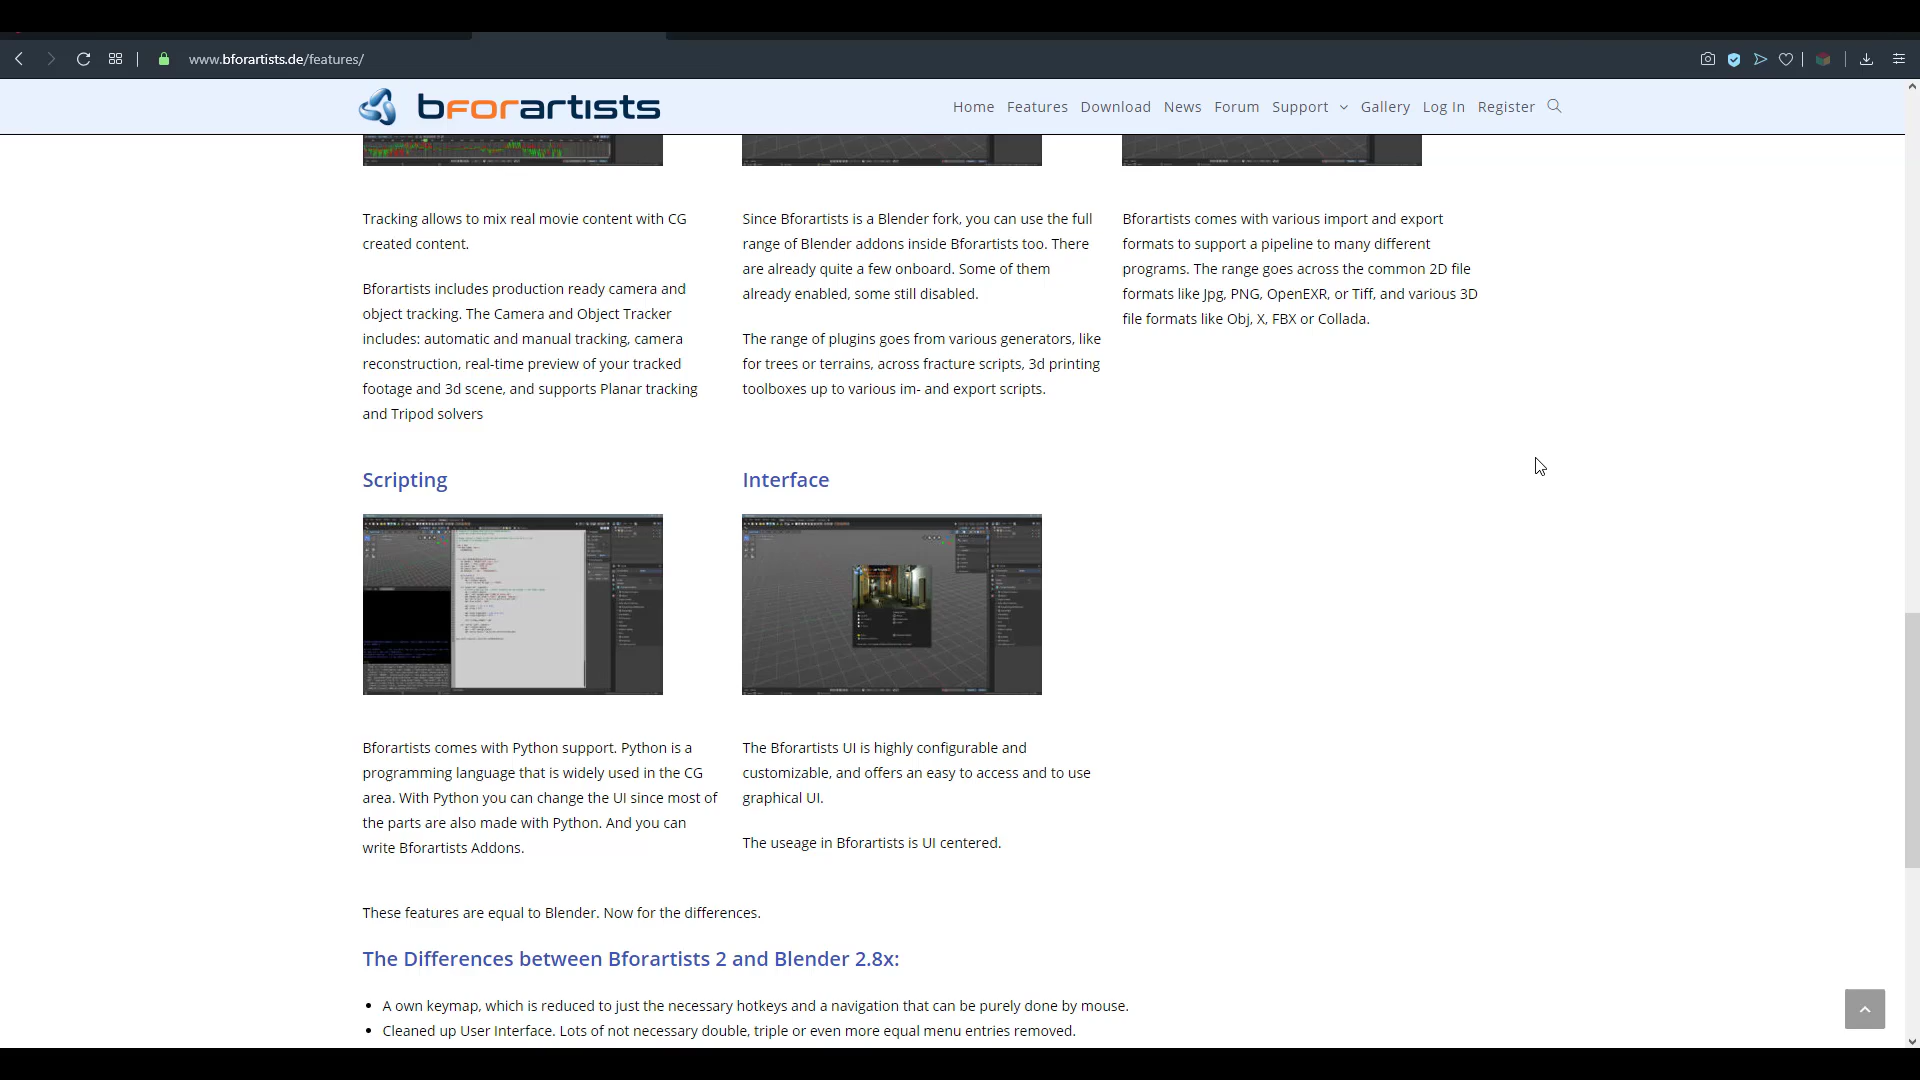 www.bforartists.de/features/
bforartists
Home Features Download News Forum Support Gallery Log In Register
Tracking allows to mix real movie content with CG
created content.
Bforartists includes production ready camera and
object tracking. The Camera and Object Tracker
includes: automatic and manual tracking, camera
reconstruction, real-time preview of your tracked
footage and 3d scene, and supports Planar tracking
and Tripod solvers
Since Bforartists is a Blender fork, you can use the full
range of Blender addons inside Bforartists too. There
are already quite a few onboard. Some of them
already enabled, some still disabled.
The range of plugins goes from various generators, like
for trees or terrains, across fracture scripts, 3d printing
toolboxes up to various im- and export scripts.
Bforartists comes with various import and export
formats to support a pipeline to many different
programs. The range goes across the common 2D file
formats like Jpg, PNG, OpenEXR, or Tiff, and various 3D
file formats like Obj, X, FBX or Collada.
Scripting
Bforartists comes with Python support. Python is a
programming language that is widely used in the CG
area. With Python you can change the UI since most of
the parts are also made with Python. And you can
write Bforartists Addons.
Interface
The Bforartists UI is highly configurable and
customizable, and offers an easy to access and to use
graphical UI.
The useage in Bforartists is UI centered.
These features are equal to Blender. Now for the differences.
The Differences between Bforartists 2 and Blender 2.8x:
• A own keymap, which is reduced to just the necessary hotkeys and a navigation that can be purely done by mouse.
• Cleaned up User Interface. Lots of not necessary double, triple or even more equal menu entries removed.